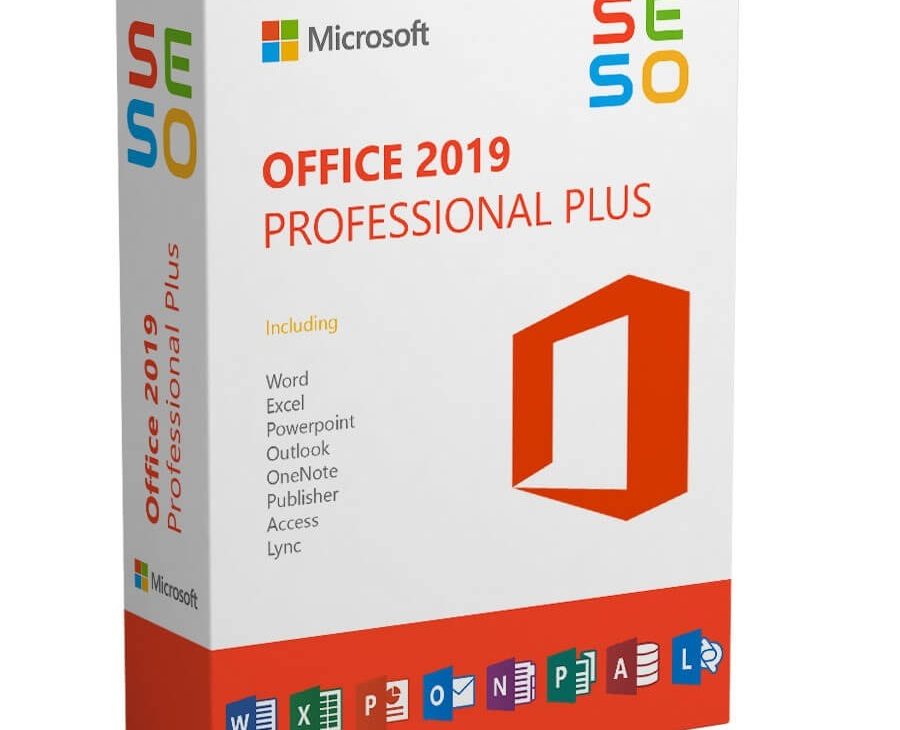 SE
SO
Office 2019
Professional Plus
Microsoft
Microsoft
SE
SO
OFFICE 2019
PROFESSIONAL PLUS
Including
Word
Excel
Powerpoint
Outlook
OneNote
Publisher
Access
Lync
W X P O N P A L